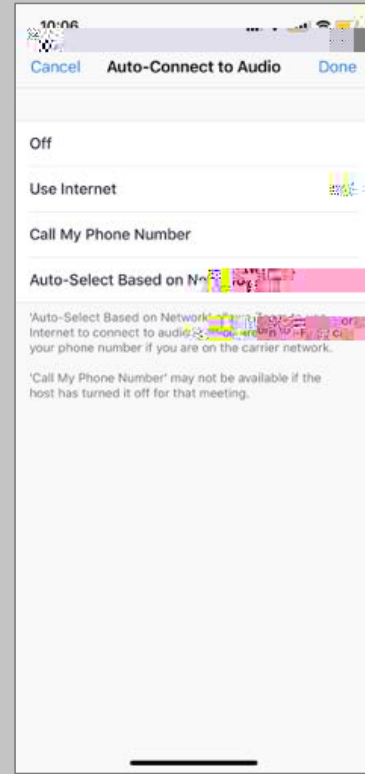 10:06
Cancel Auto-Connect to Audio Done
Off
Use Internet
Call My Phone Number
Auto-Select Based on
'Auto-Select Based on Network'
Internet to connect to audio
your phone number if you are on the carrier network.
'Call My Phone Number' may not be available if the
host has turned it off for that meeting.